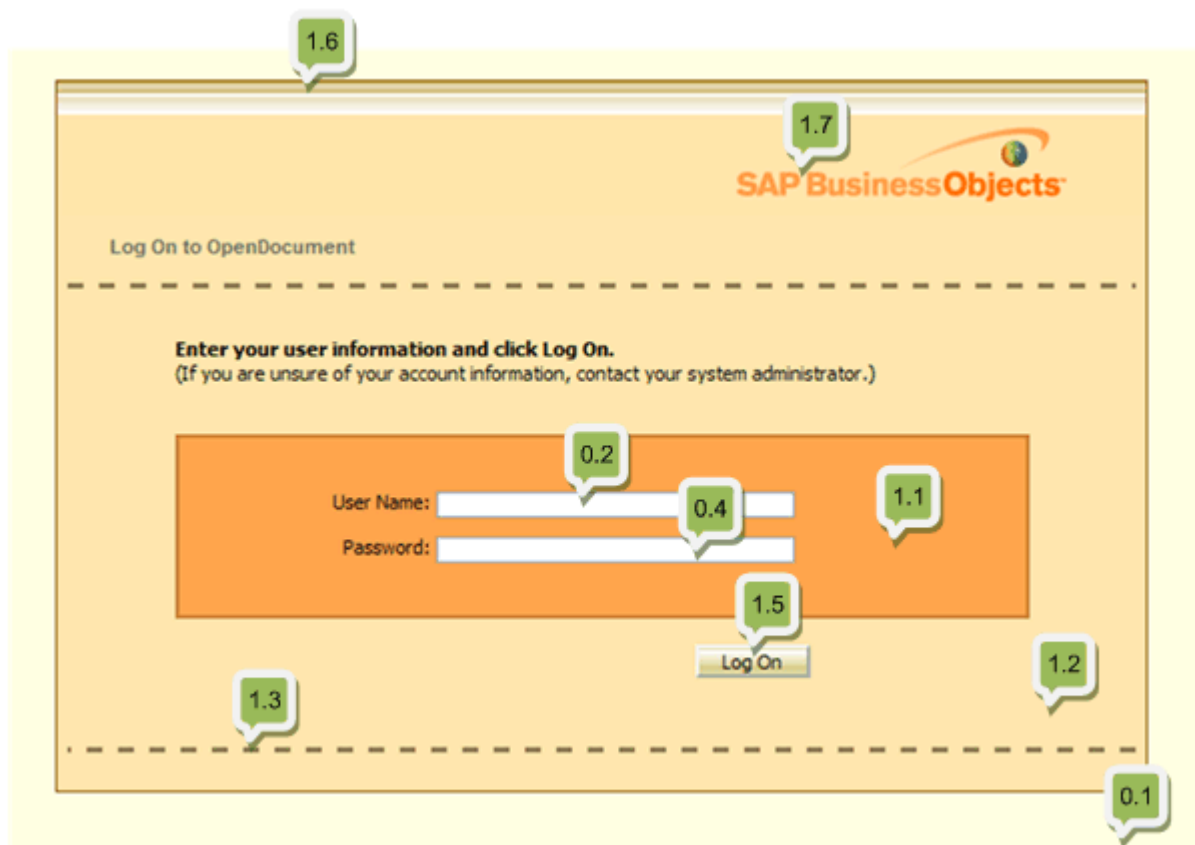 1.6
1.7
SAP BusinessObjects™
Log On to OpenDocument
Enter your user information and click Log On.
(If you are unsure of your account information, contact your system administrator.)
0.2
User Name:
0.4
1.1
Password:
1.5
Log On
1.2
1.3
0.1